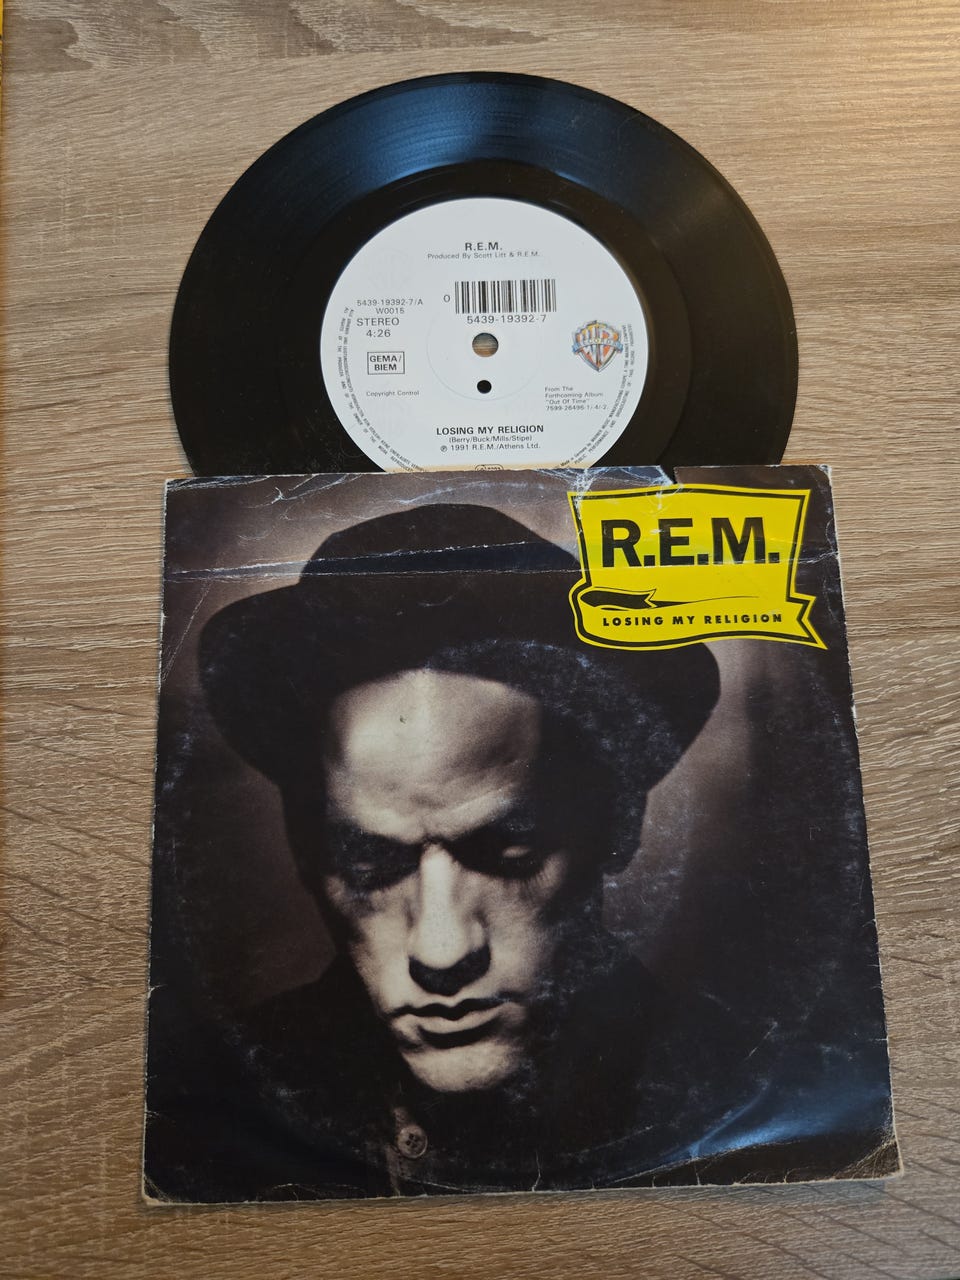 R.E.M.
Produced By Scott Litt & R.E.M.
5439-19392-7/A
W0015
STEREO
4:26
0
5439-19392-7
GEMA/
BIEM
Copyright Control
From The
Forthcoming Album
"Out Of Time"
7599-26496-1/-4/-2
LOSING MY RELIGION
(Berry/Buck/Mills/Stipe)
℗ 1991 R.E.M./Athens Ltd.
R.E.M.
LOSING MY RELIGION